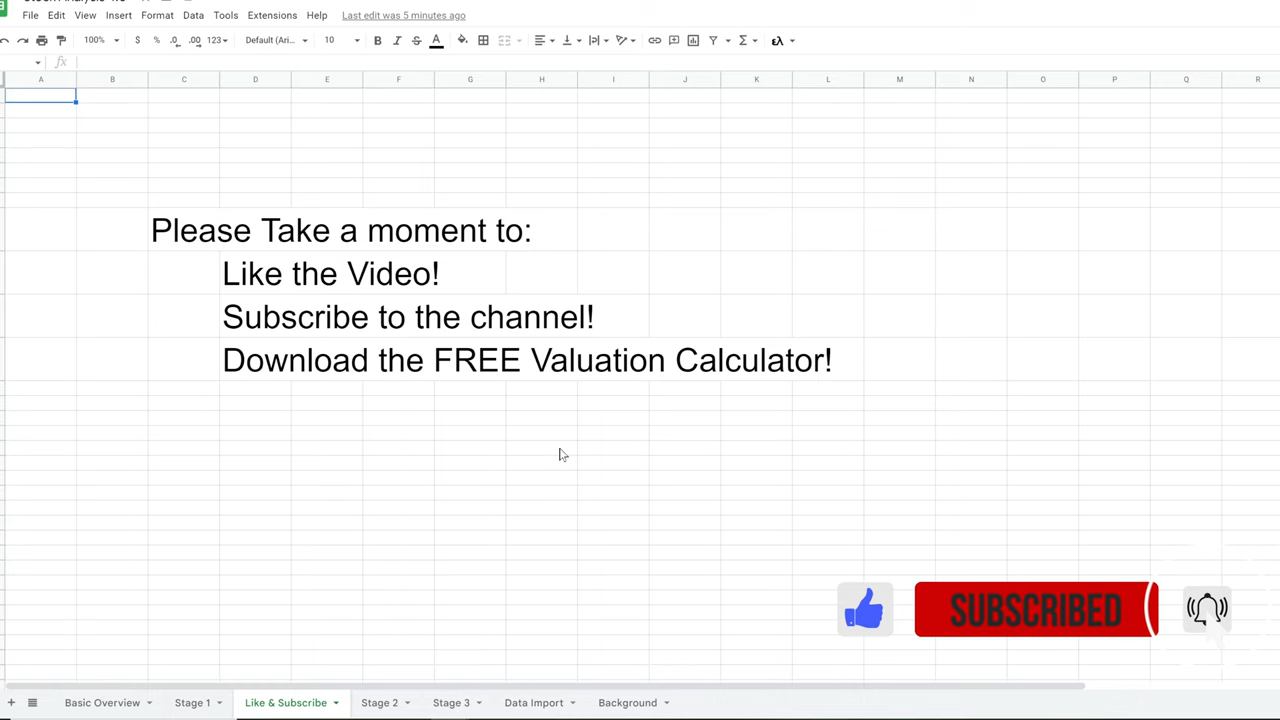 File Edit View Insert Format Data Tools Extensions Help Last edit was 5 minutes ago
100% $ % .0 .00 123 Default (Ari... 10 B I S A
fx
A B C D E F G H I J K L M N O P Q R
Please Take a moment to:
Like the Video!
Subscribe to the channel!
Download the FREE Valuation Calculator!
SUBSCRIBED
Basic Overview Stage 1 Like & Subscribe Stage 2 Stage 3 Data Import Background